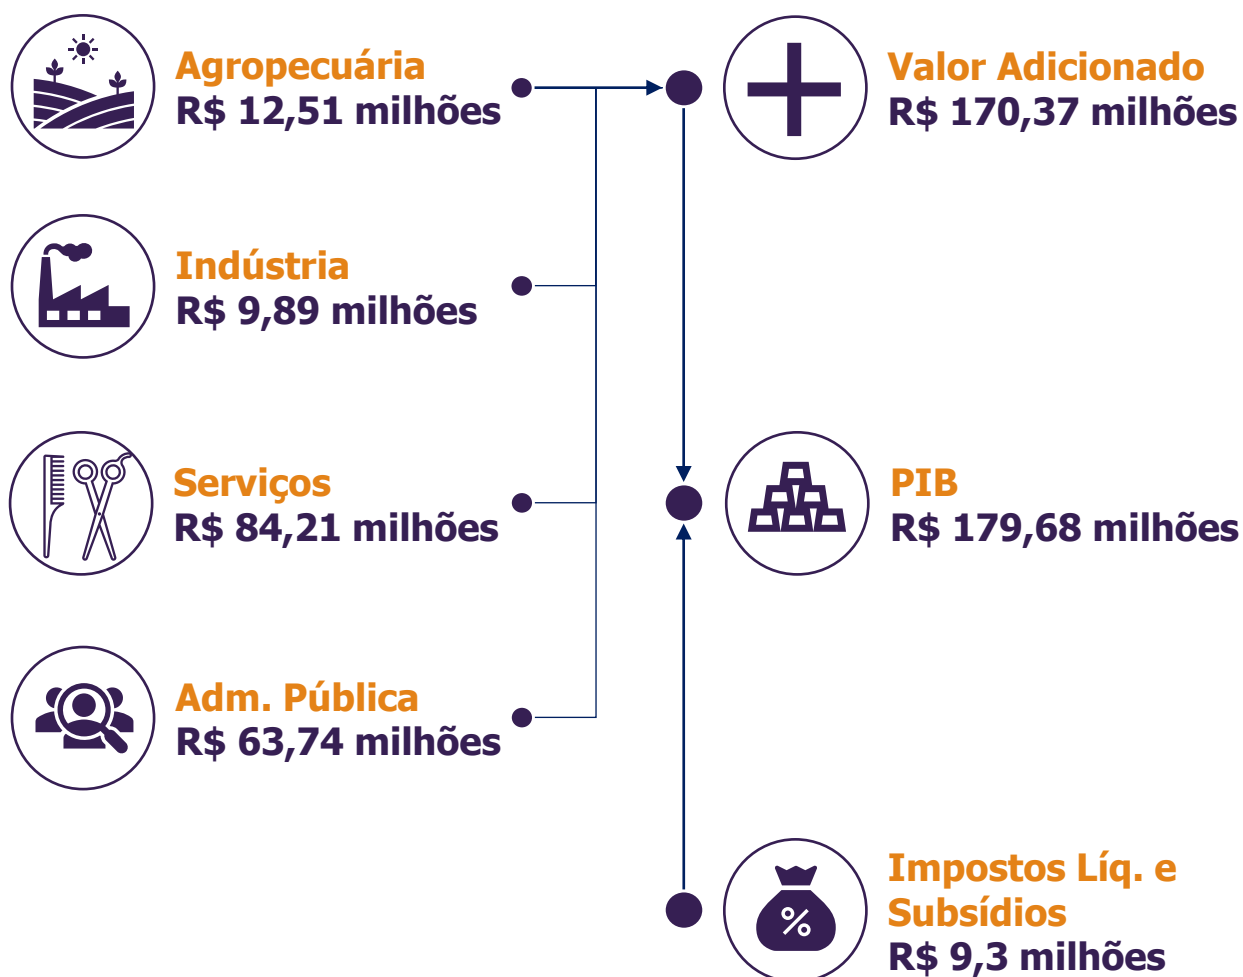 Agropecuária
R$ 12,51 milhões
Valor Adicionado
R$ 170,37 milhões
Indústria
R$ 9,89 milhões
Serviços
R$ 84,21 milhões
PIB
R$ 179,68 milhões
Adm. Pública
R$ 63,74 milhões
Impostos Líq. e
Subsídios
R$ 9,3 milhões
%